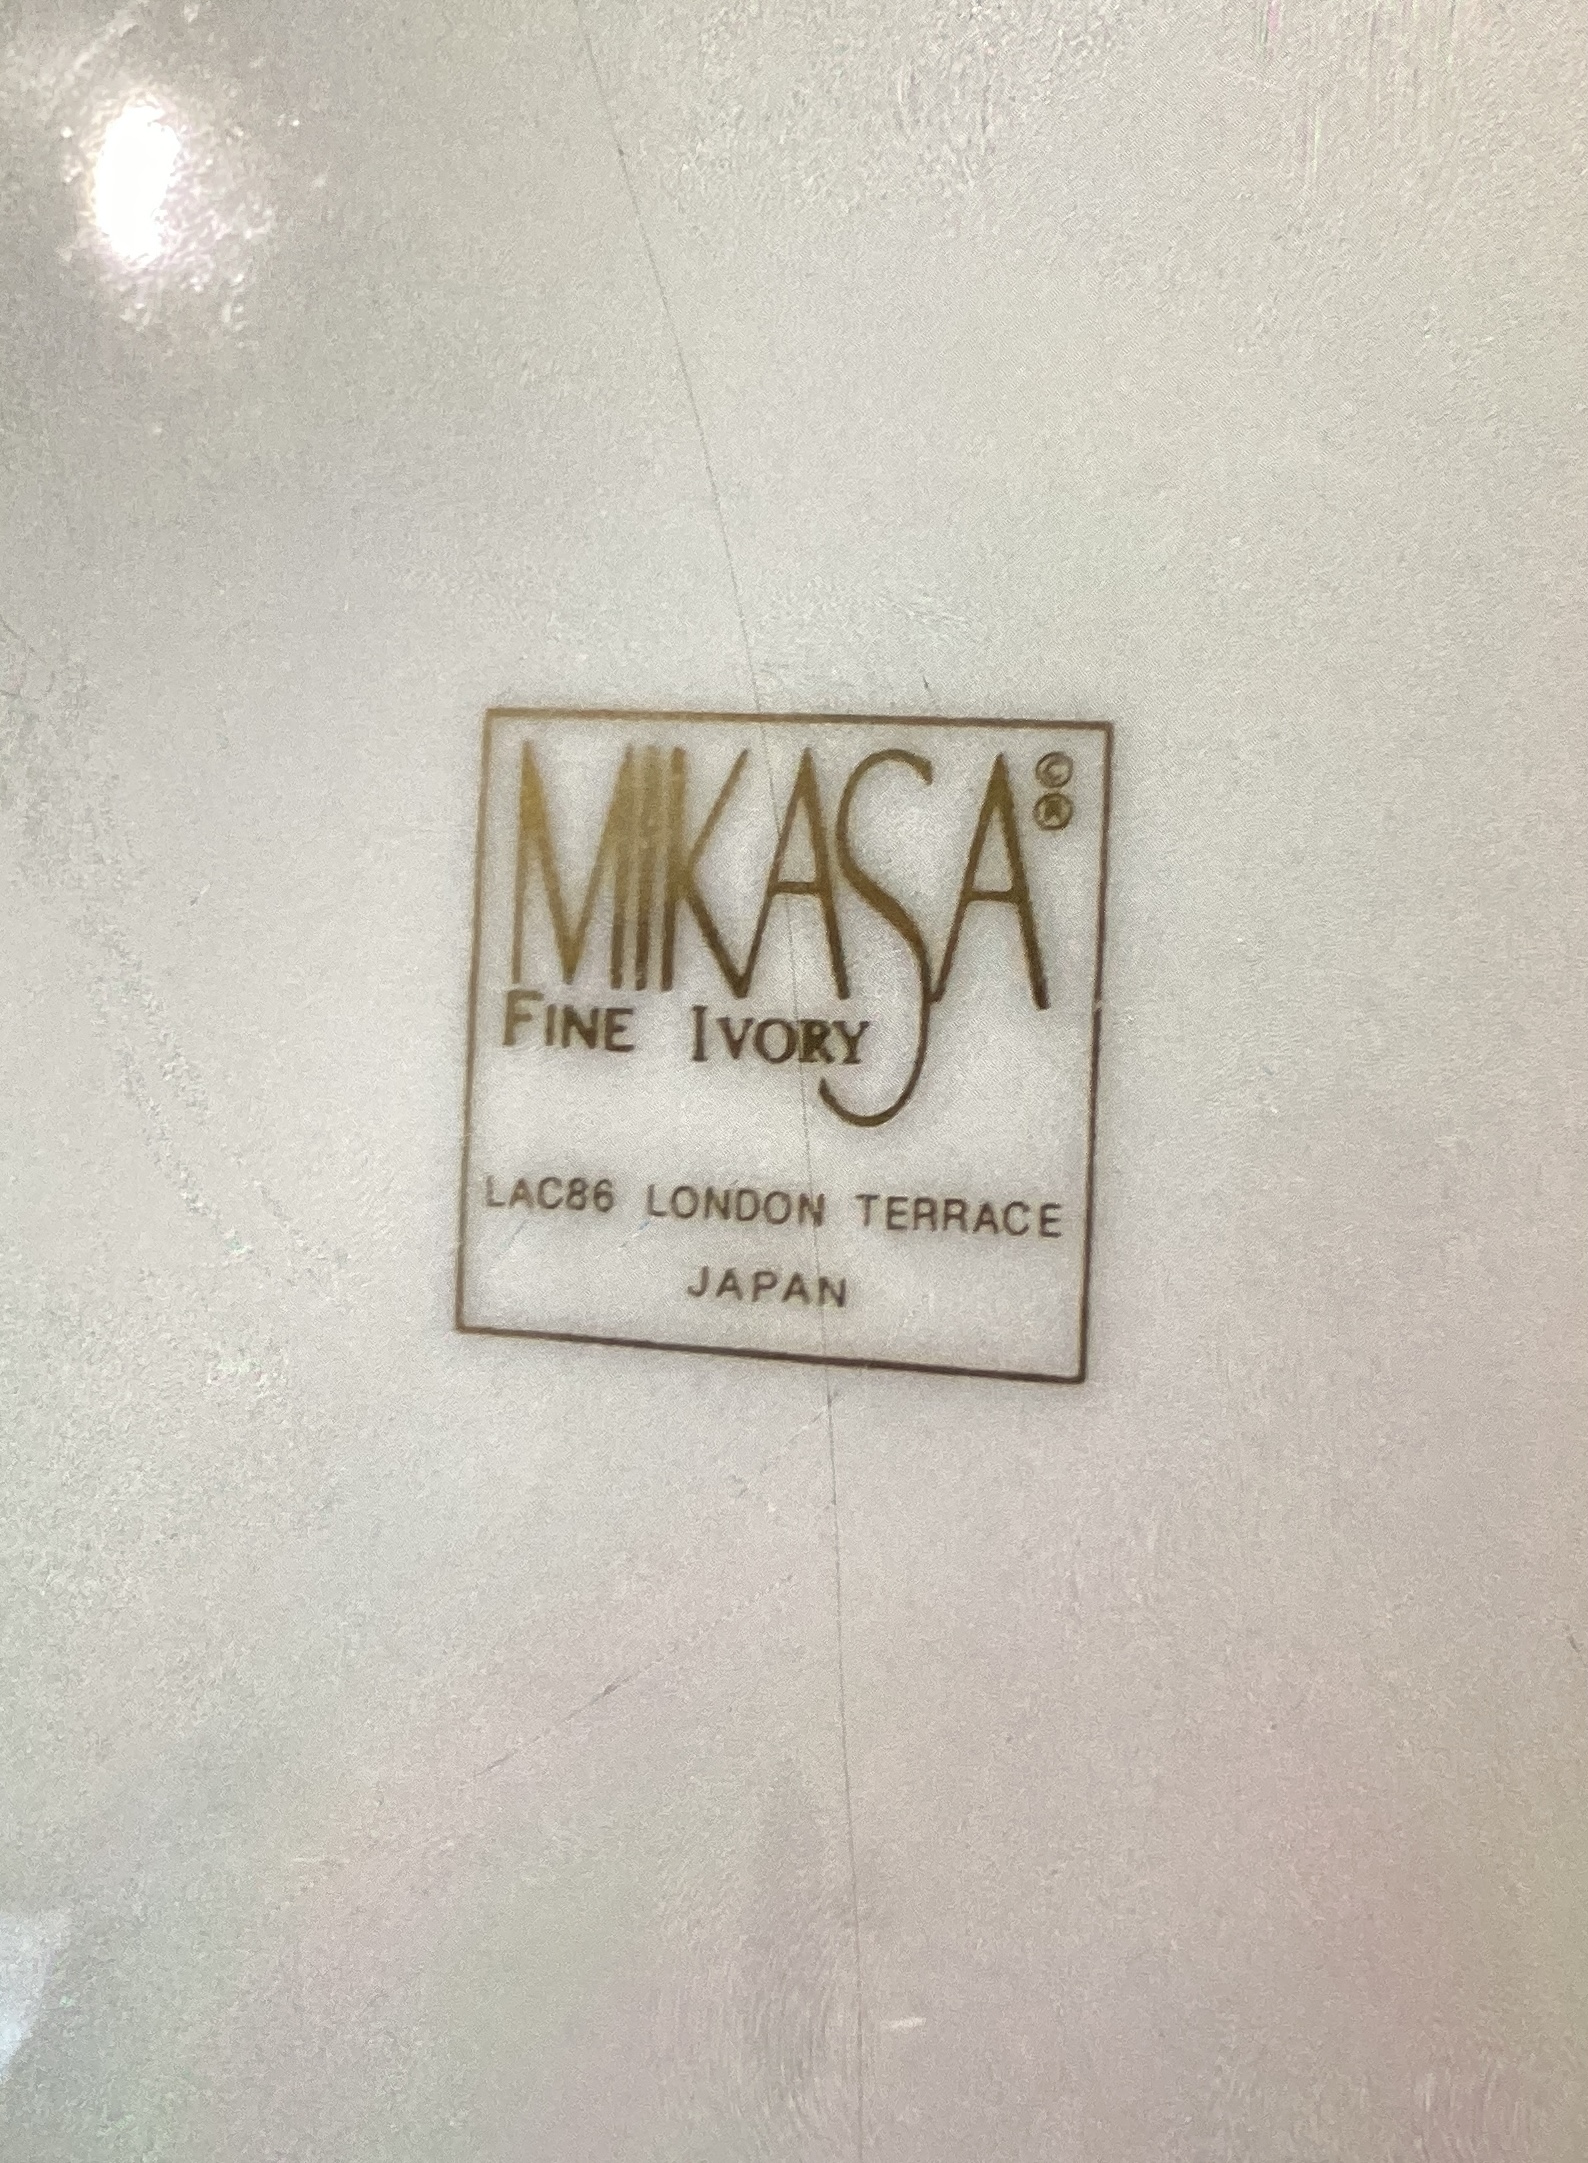 MIKASA©®
FINE IVORY
LAC86 LONDON TERRACE
JAPAN